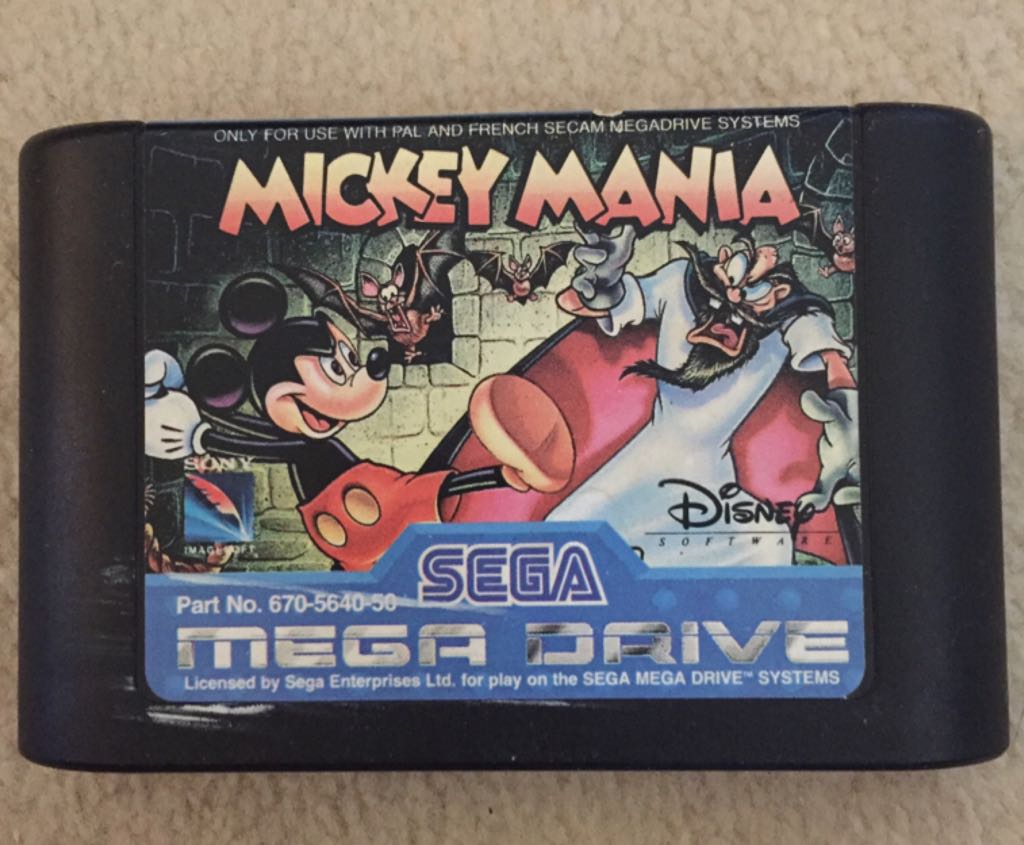 ONLY FOR USE WITH PAL AND FRENCH SECAM MEGADRIVE SYSTEMS
MICKEY MANIA
SONY
IMAGESOFT
DISNEY
SOFTWARE
SEGA
Part No. 670-5640-50
MEGA DRIVE
Licensed by Sega Enterprises Ltd. for play on the SEGA MEGA DRIVE™ SYSTEMS